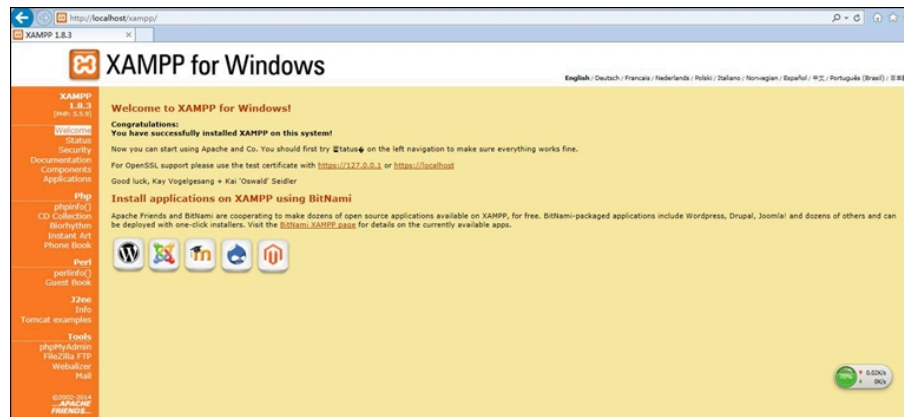 http://localhost/xampp/
XAMPP 1.8.3
XAMPP for Windows
English / Deutsch / Francais / Nederlands / Polski / Italiano / Norwegian / Español / 中文 / Português (Brasil) /
XAMPP
1.8.3
[PHP: 5.5.9]
Welcome
Status
Security
Documentation
Components
Applications
Php
phpinfo()
CD Collection
Biorhythm
Instant Art
Phone Book
Perl
perlinfo()
Guest Book
J2ee
Info
Tomcat examples
Tools
phpMyAdmin
FileZilla FTP
Webalizer
Mail
©2002-2014
...APACHE
FRIENDS...
Welcome to XAMPP for Windows!
Congratulations:
You have successfully installed XAMPP on this system!
Now you can start using Apache and Co. You should first try tatus� on the left navigation to make sure everything works fine.
For OpenSSL support please use the test certificate with https://127.0.0.1 or https://localhost
Good luck, Kay Vogelgesang + Kai 'Oswald' Seidler
Install applications on XAMPP using BitNami
Apache Friends and BitNami are cooperating to make dozens of open source applications available on XAMPP, for free. BitNami-packaged applications include Wordpress, Drupal, Joomla! and dozens of others and can
be deployed with one-click installers. Visit the BitNami XAMPP page for details on the currently available apps.
70%
0.02K/s
0K/s